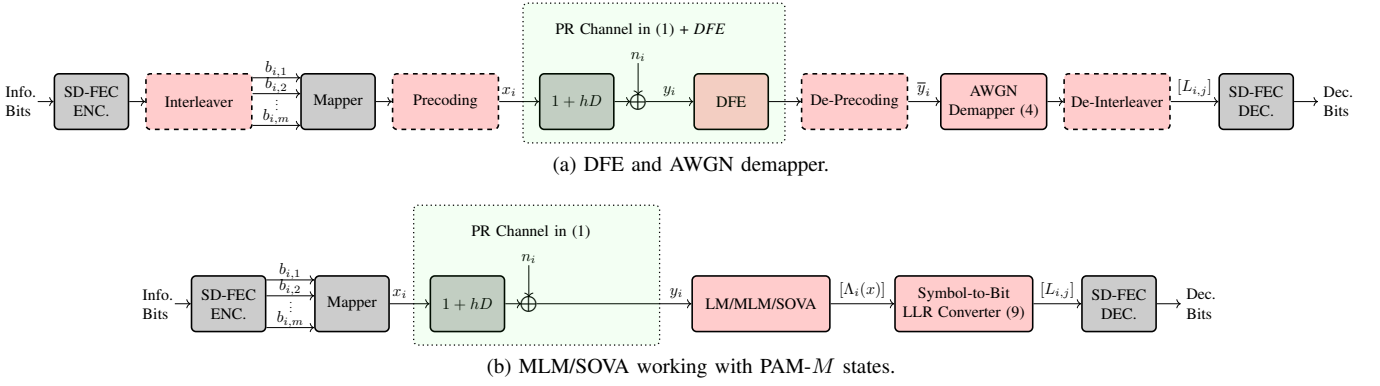 PR Channel in (1) + DFE
Info.
Bits
SD-FEC
ENC.
Interleaver
b_{i,1}
b_{i,2}
⋮
b_{i,m}
Mapper
Precoding
x_i
1 + hD
n_i
y_i
DFE
De-Precoding
y̅_i
AWGN
Demapper (4)
De-Interleaver
[L_{i,j}]
SD-FEC
DEC.
Dec.
Bits
(a) DFE and AWGN demapper.
PR Channel in (1)
Info.
Bits
SD-FEC
ENC.
b_{i,1}
b_{i,2}
⋮
b_{i,m}
Mapper
x_i
1 + hD
n_i
y_i
LM/MLM/SOVA
[Λ_i(x)]
Symbol-to-Bit
LLR Converter (9)
[L_{i,j}]
SD-FEC
DEC.
Dec.
Bits
(b) MLM/SOVA working with PAM-M states.